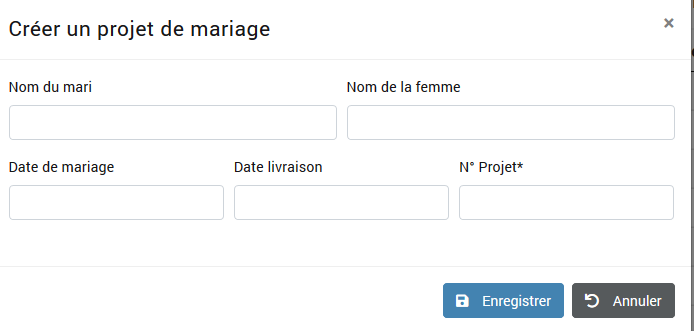 Créer un projet de mariage ×
Nom du mari Nom de la femme
Date de mariage Date livraison N° Projet*
Enregistrer Annuler